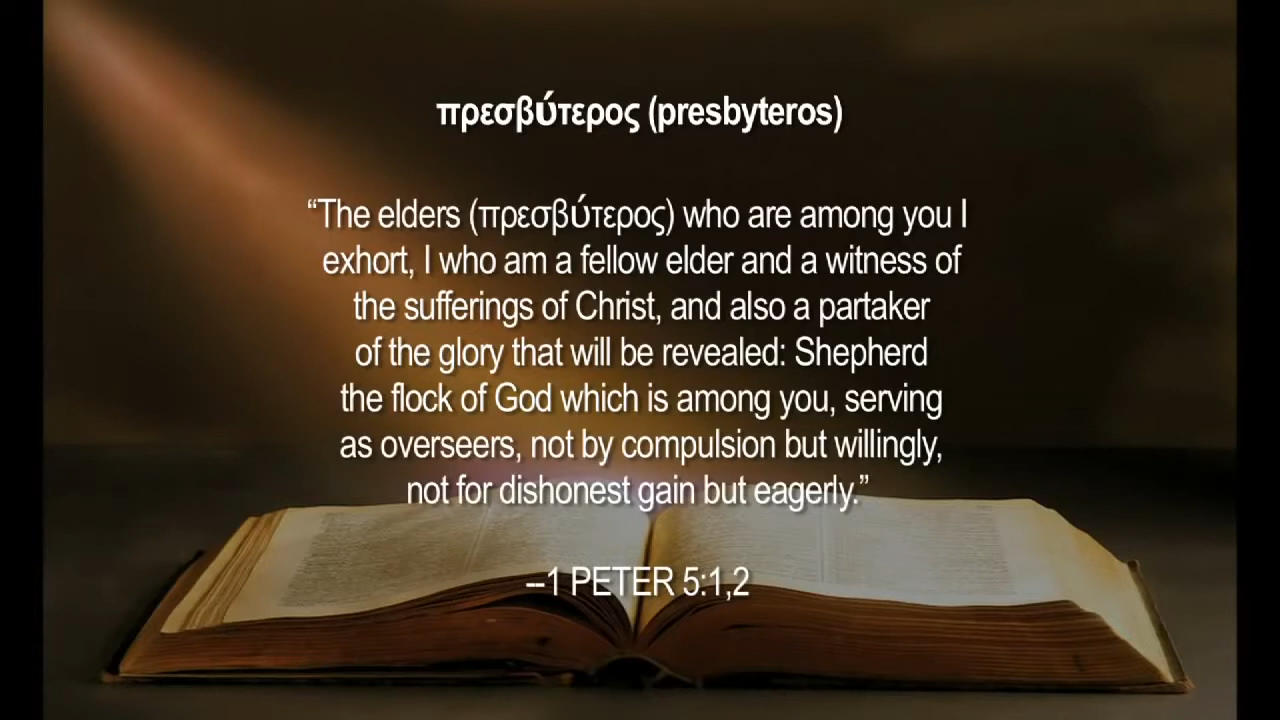 πρεσβύτερος (presbyteros)
“The elders (πρεσβύτερος) who are among you I
exhort, I who am a fellow elder and a witness of
the sufferings of Christ, and also a partaker
of the glory that will be revealed: Shepherd
the flock of God which is among you, serving
as overseers, not by compulsion but willingly,
not for dishonest gain but eagerly.”
--1 PETER 5:1,2